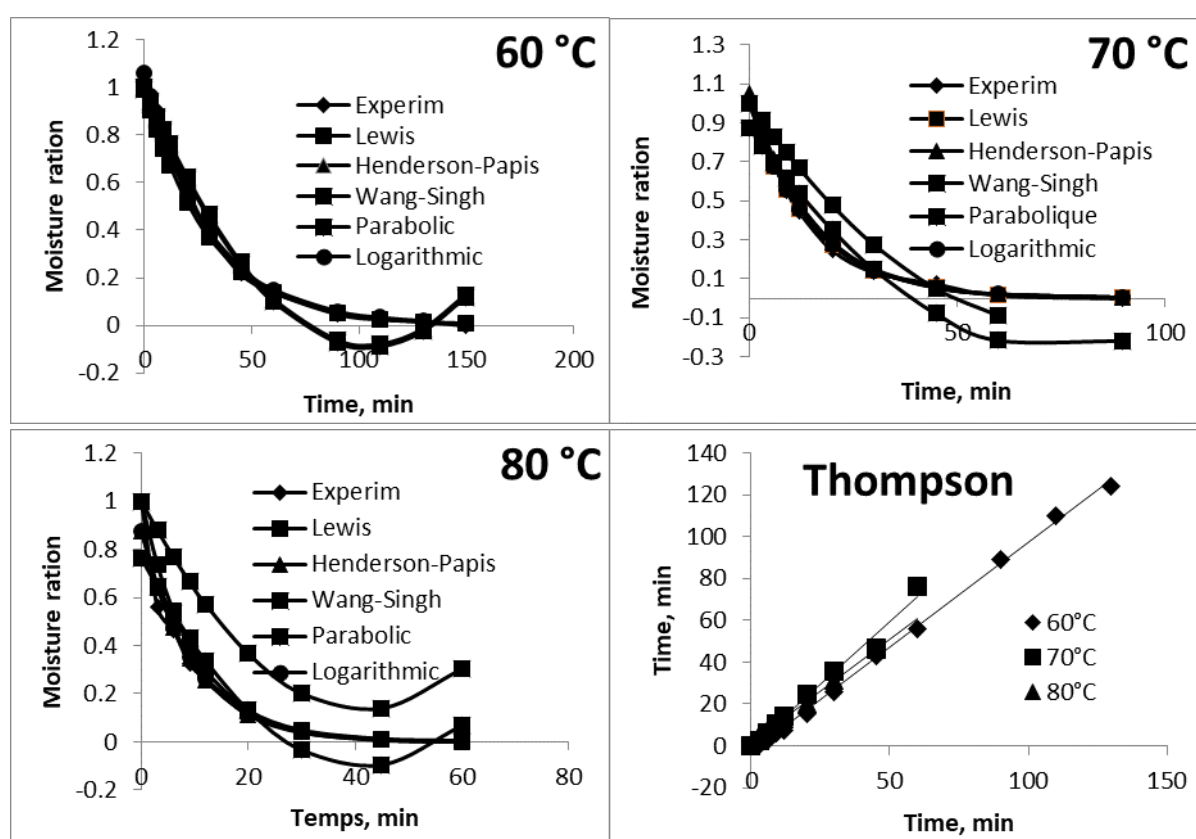 60 °C
1.2
1
0.8
0.6
0.4
0.2
0
-0.2
0
50
100
150
200
Moisture ration
Time, min
Experim
Lewis
Henderson-Papis
Wang-Singh
Parabolic
Logarithmic
70 °C
1.3
1.1
0.9
0.7
0.5
0.3
0.1
-0.1
-0.3
0
50
100
Moisture ration
Time, min
Experim
Lewis
Henderson-Papis
Wang-Singh
Parabolique
Logarithmic
80 °C
1.2
1
0.8
0.6
0.4
0.2
0
-0.2
0
20
40
60
80
Moisture ration
Temps, min
Experim
Lewis
Henderson-Papis
Wang-Singh
Parabolic
Logarithmic
Thompson
140
120
100
80
60
40
20
0
-20
0
50
100
150
Time, min
Time, min
60°C
70°C
80°C